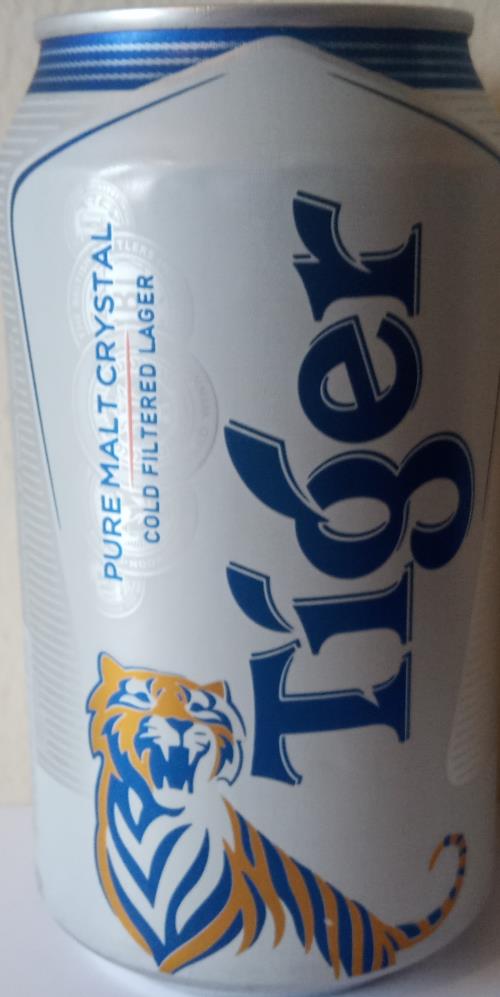 PURE MALT CRYSTAL
COLD FILTERED LAGER
Tiger